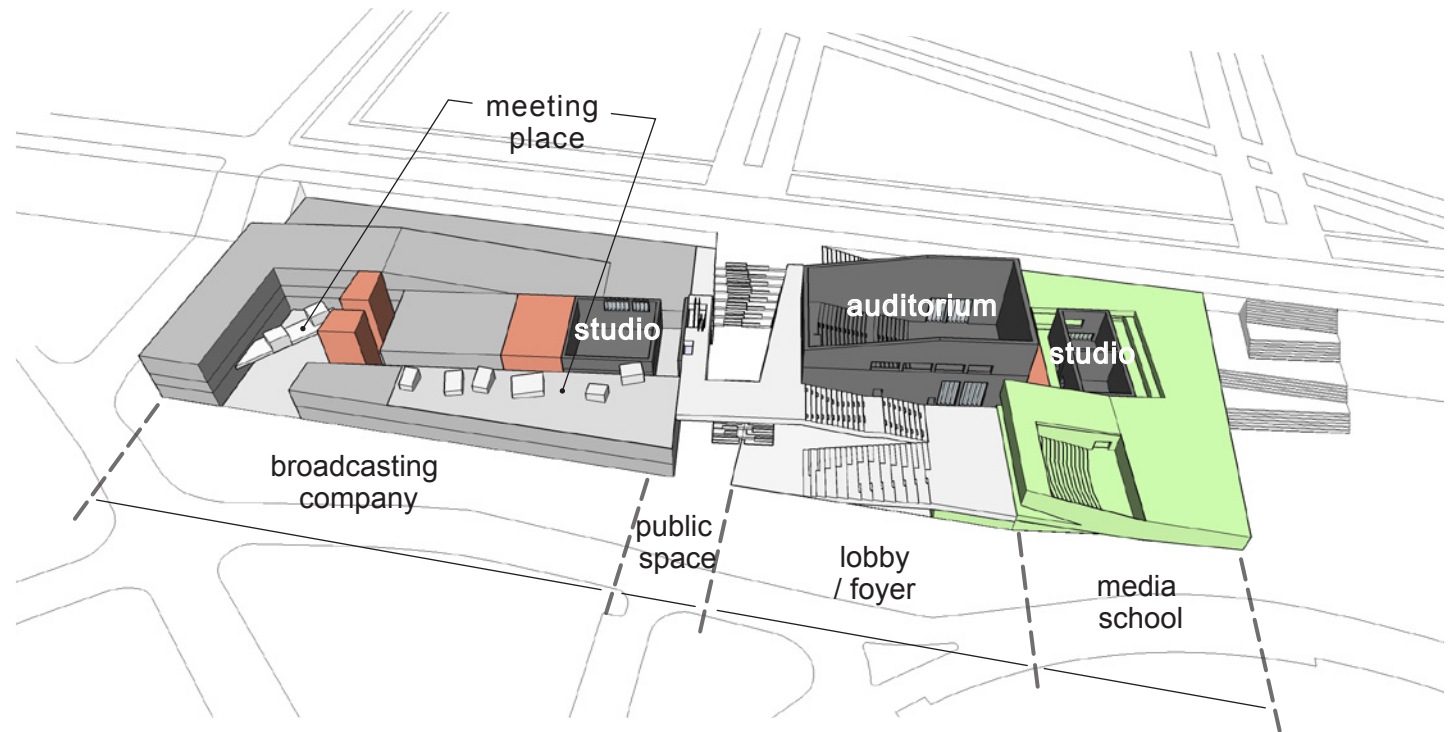 meeting
place
auditorium
studio
studio
broadcasting
company
public
space
lobby
/ foyer
media
school